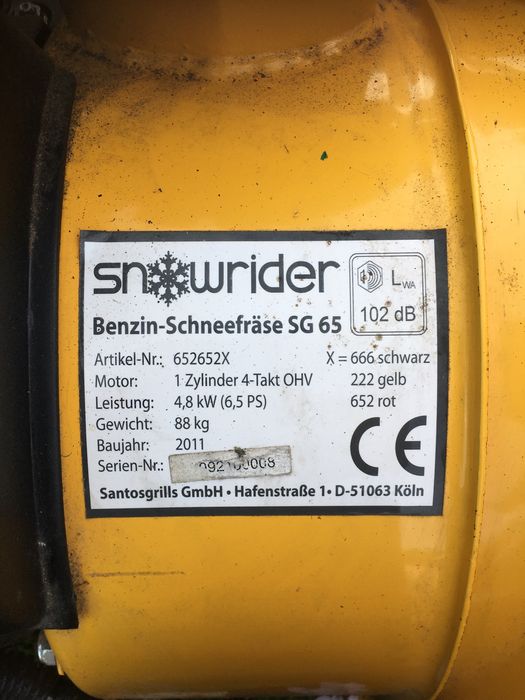 snowrider
LWA
102 dB
Benzin-Schneefräse SG 65
Artikel-Nr.: 652652X X = 666 schwarz
Motor: 1 Zylinder 4-Takt OHV 222 gelb
Leistung: 4,8 kW (6,5 PS) 652 rot
Gewicht: 88 kg
Baujahr: 2011
Serien-Nr.:
CE
Santosgrills GmbH • Hafenstraße 1• D-51063 Köln